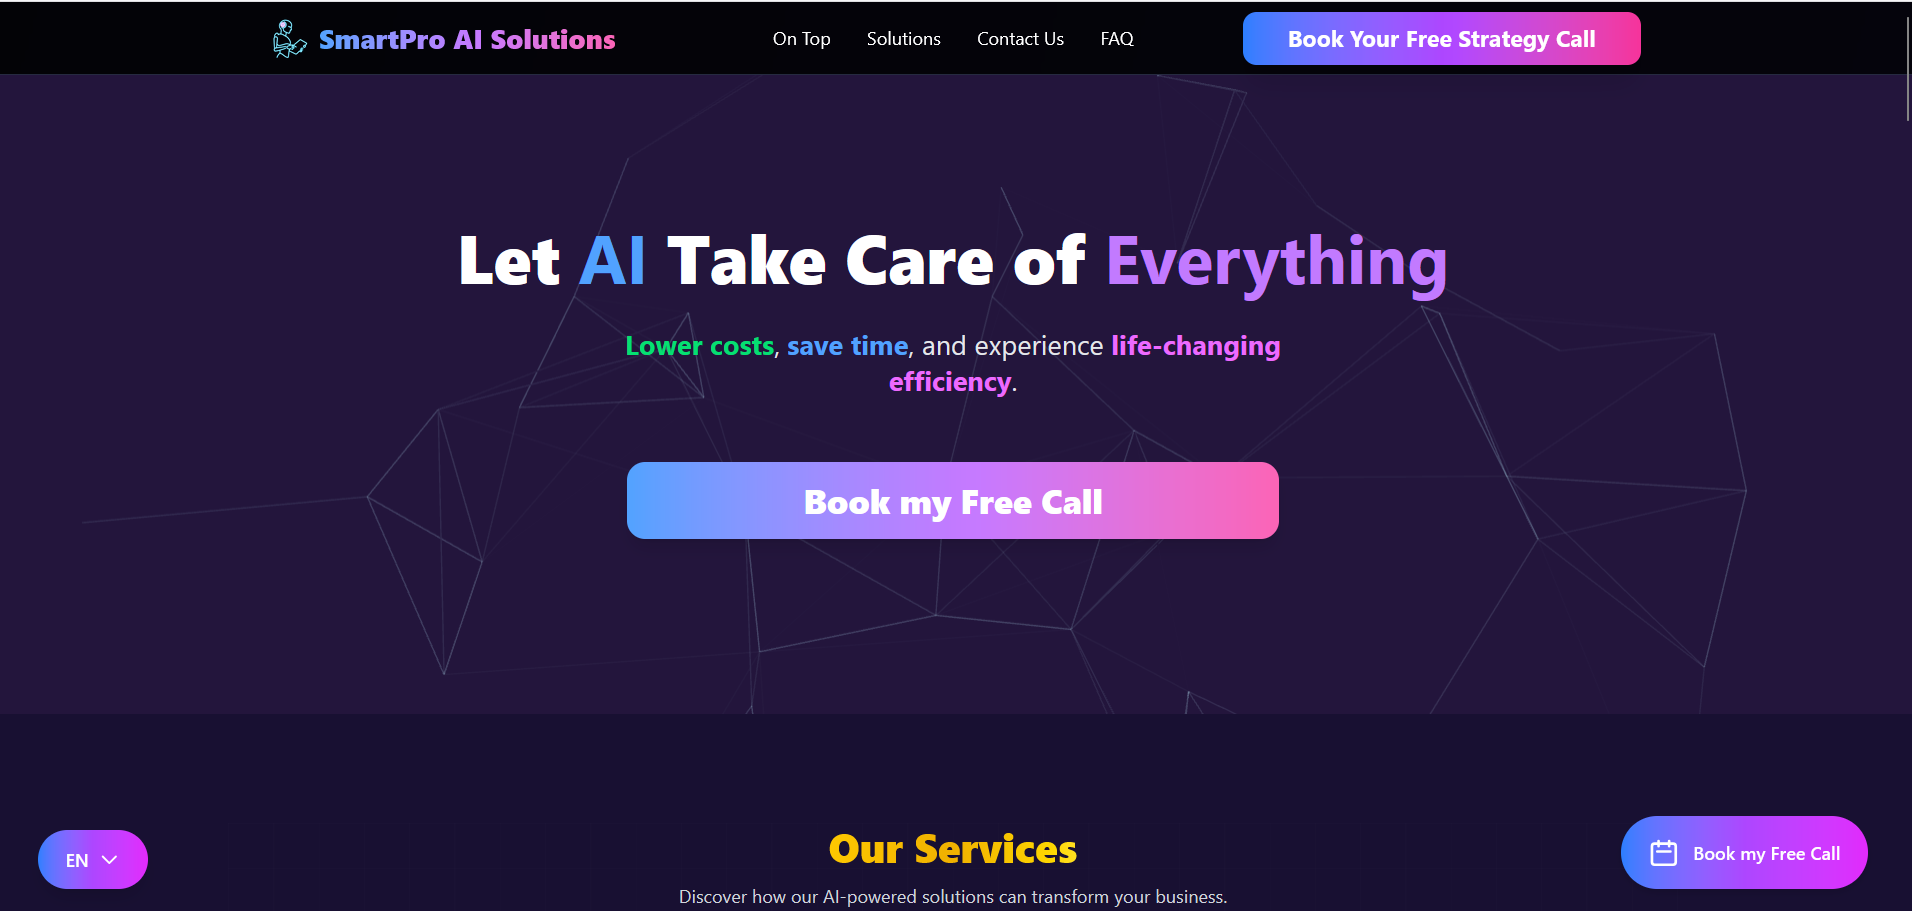 SmartPro AI Solutions
On Top
Solutions
Contact Us
FAQ
Book Your Free Strategy Call
Let AI Take Care of Everything
Lower costs, save time, and experience life-changing
efficiency.
Book my Free Call
Our Services
Discover how our AI-powered solutions can transform your business.
EN
Book my Free Call